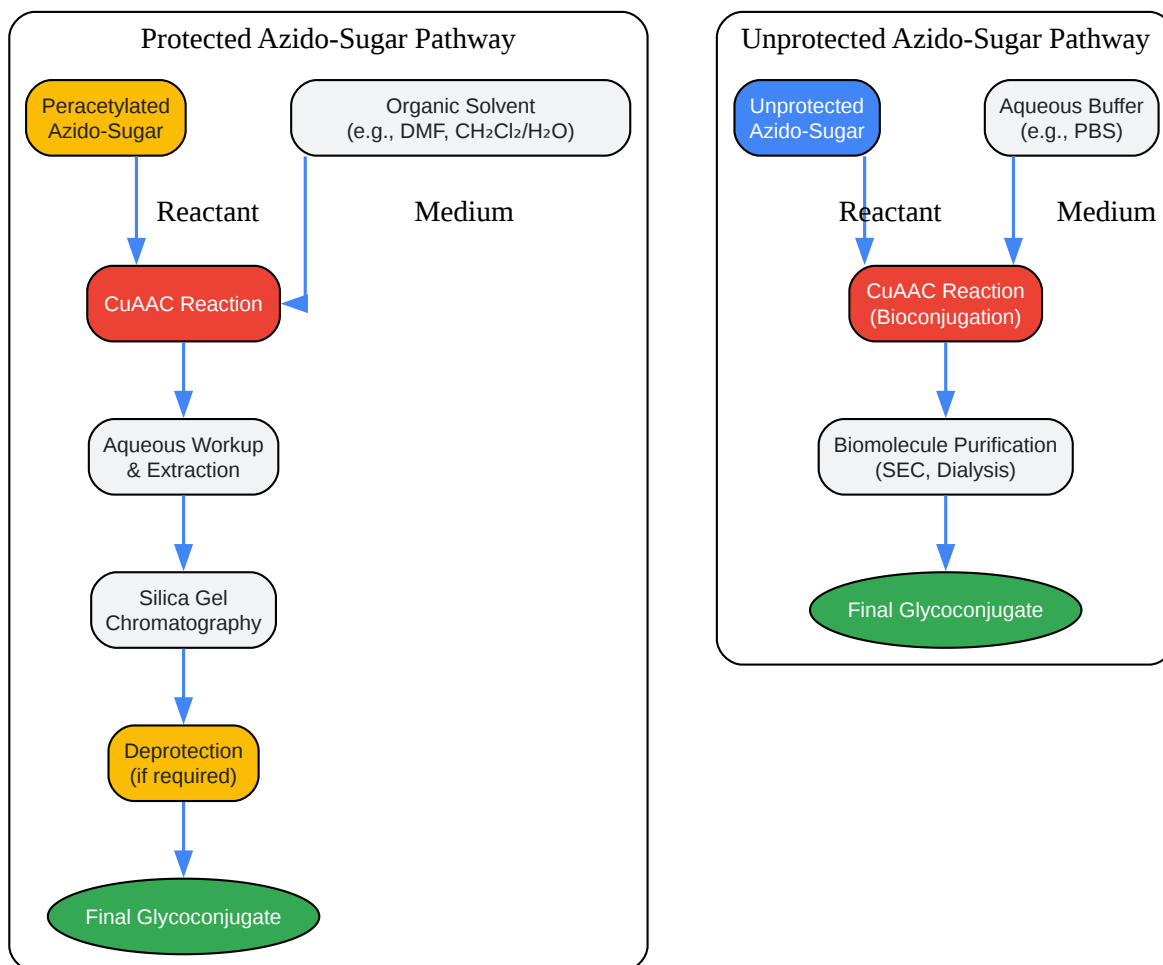 Protected Azido-Sugar Pathway
Peracetylated
Azido-Sugar
Organic Solvent
(e.g., DMF, CH₂Cl₂/H₂O)
Reactant
Medium
CuAAC Reaction
Aqueous Workup
& Extraction
Silica Gel
Chromatography
Deprotection
(if required)
Final Glycoconjugate
Unprotected Azido-Sugar Pathway
Unprotected
Azido-Sugar
Aqueous Buffer
(e.g., PBS)
Reactant
Medium
CuAAC Reaction
(Bioconjugation)
Biomolecule Purification
(SEC, Dialysis)
Final Glycoconjugate